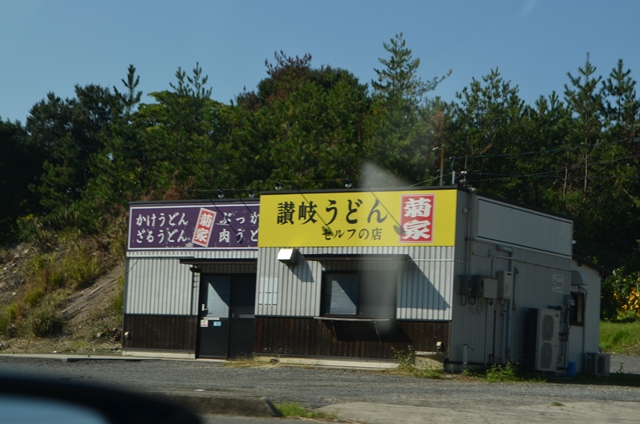 かけうどん
ざるうどん
菊家
ぶっか
肉うど
讃岐うどん
セルフの店
菊家